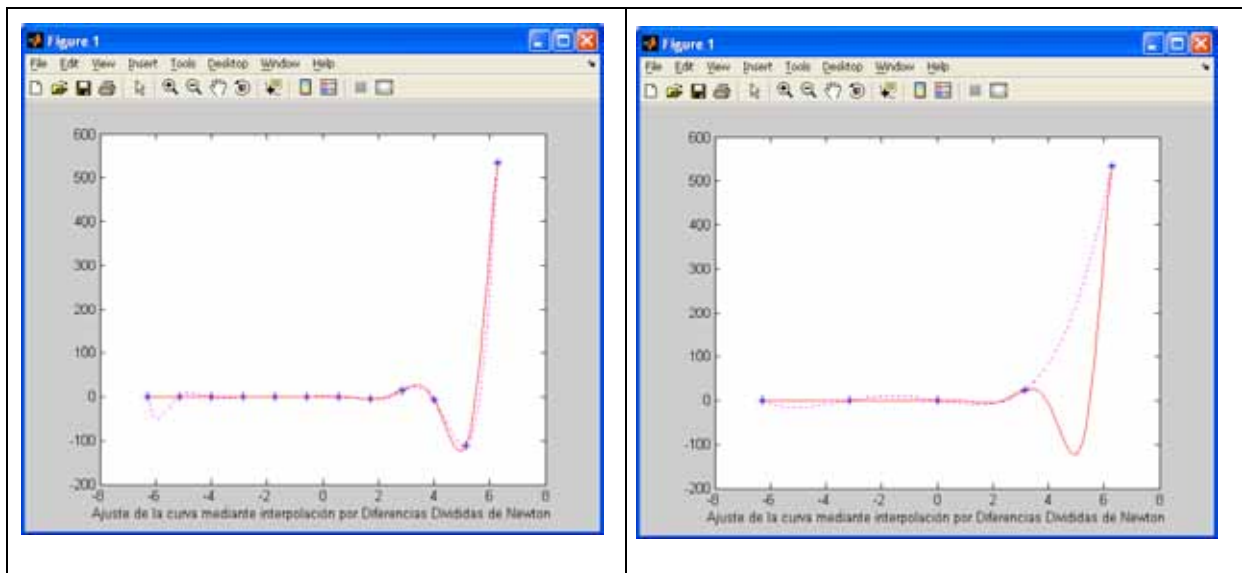 Figure 1
File Edit View Insert Tools Desktop Window Help
600
500
400
300
200
100
0
-100
-200
-8 -6 -4 -2 0 2 4 6 8
Ajuste de la curva mediante interpolación por Diferencias Divididas de Newton
Figure 1
File Edit View Insert Tools Desktop Window Help
600
500
400
300
200
100
0
-100
-200
-8 -6 -4 -2 0 2 4 6 8
Ajuste de la curva mediante interpolación por Diferencias Divididas de Newton